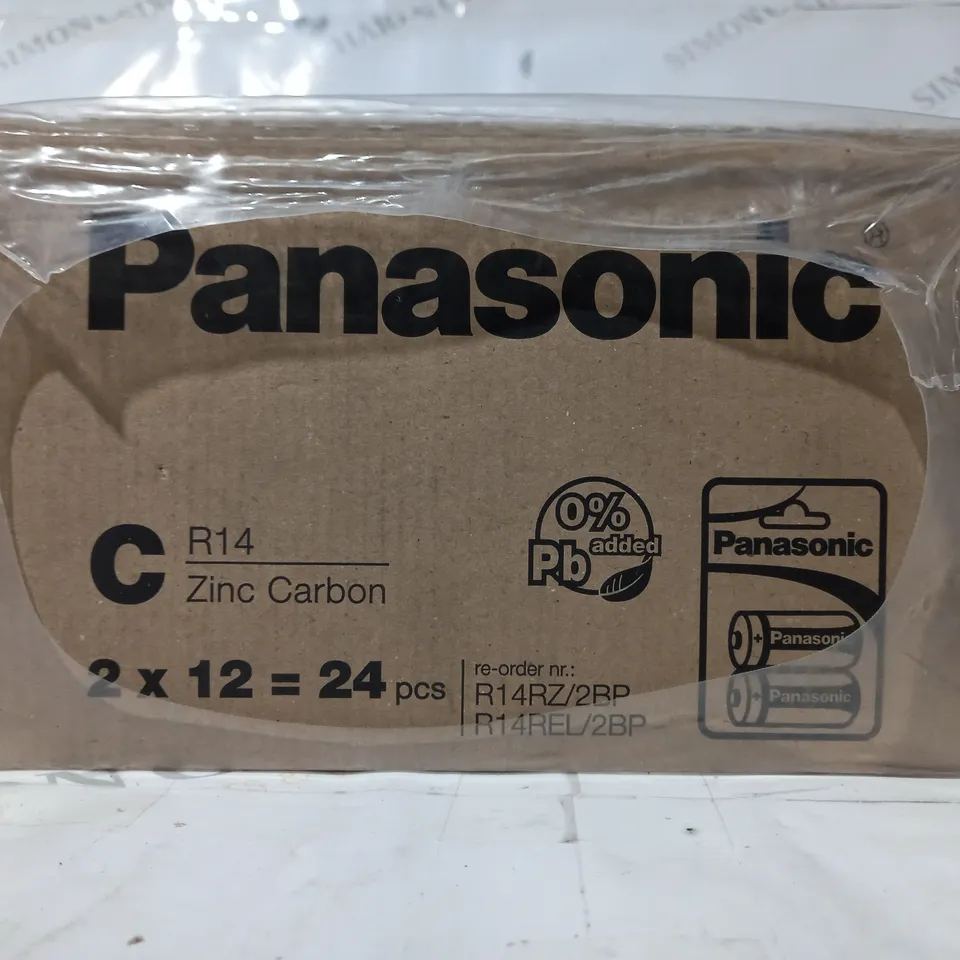 Panasonic®
C R14
Zinc Carbon
0%
Pb added
Panasonic
+ Panasoni
+ Panasonic
2 x 12 = 24 pcs
re-order nr.:
R14RZ/2BP
R14REL/2BP